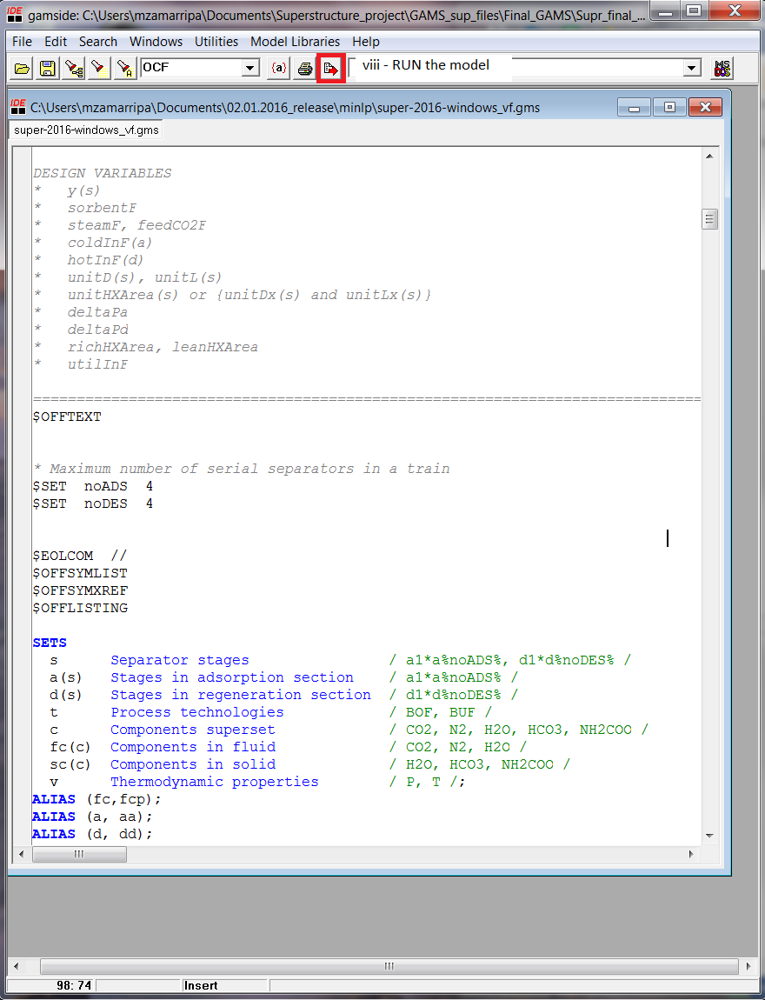 IDE gamside: C:\Users\mzamarripa\Documents\Superstructure_project\GAMS_sup_files\Final_GAMS\Supr_final_...
File Edit Search Windows Utilities Model Libraries Help
OCF {a} viii - RUN the model MS DOS
IDE C:\Users\mzamarripa\Documents\02.01.2016_release\minlp\super-2016-windows_vf.gms
super-2016-windows_vf.gms
DESIGN VARIABLES
* y(s)
* sorbentF
* steamF, feedCO2F
* coldInF(a)
* hotInF(d)
* unitD(s), unitL(s)
* unitHXArea(s) or {unitDx(s) and unitLx(s)}
* deltaPa
* deltaPd
* richHXArea, leanHXArea
* utilInF
=============================================================================
$OFFTEXT
* Maximum number of serial separators in a train
$SET noADS 4
$SET noDES 4
$EOLCOM //
$OFFSYMLIST
$OFFSYMXREF
$OFFLISTING
SETS
s Separator stages / a1*a%noADS%, d1*d%noDES% /
a(s) Stages in adsorption section / a1*a%noADS% /
d(s) Stages in regeneration section / d1*d%noDES% /
t Process technologies / BOF, BUF /
c Components superset / CO2, N2, H2O, HCO3, NH2COO /
fc(c) Components in fluid / CO2, N2, H2O /
sc(c) Components in solid / H2O, HCO3, NH2COO /
v Thermodynamic properties / P, T /;
ALIAS (fc,fcp);
ALIAS (a, aa);
ALIAS (d, dd);
98: 74 Insert